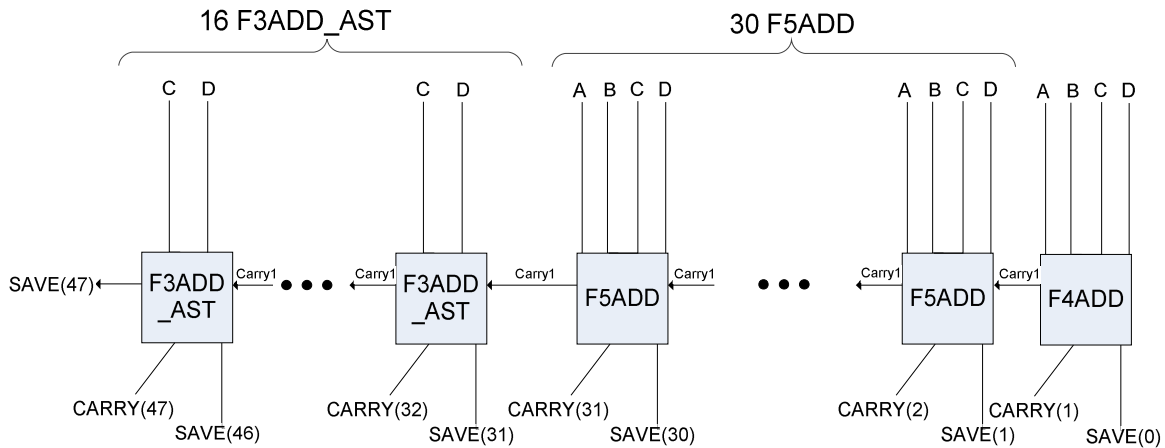 16 F3ADD_AST
30 F5ADD
C D
C D
A B C D
A B C D
A B C D
SAVE(47)
F3ADD
_AST
Carry1
Carry1
F3ADD
_AST
Carry1
F5ADD
Carry1
Carry1
F5ADD
Carry1
F4ADD
CARRY(47)
SAVE(46)
CARRY(32)
SAVE(31)
CARRY(31)
SAVE(30)
CARRY(2)
SAVE(1)
CARRY(1)
SAVE(0)